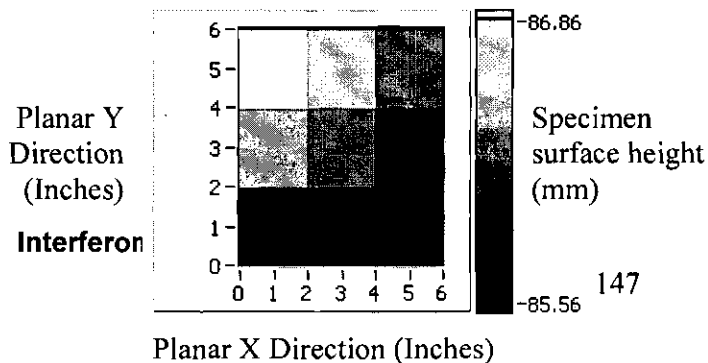 6
5
4
3
2
1
0
0 1 2 3 4 5 6
Planar Y
Direction
(Inches)
Interferon
Planar X Direction (Inches)
-86.86
Specimen
surface height
(mm)
147
-85.56